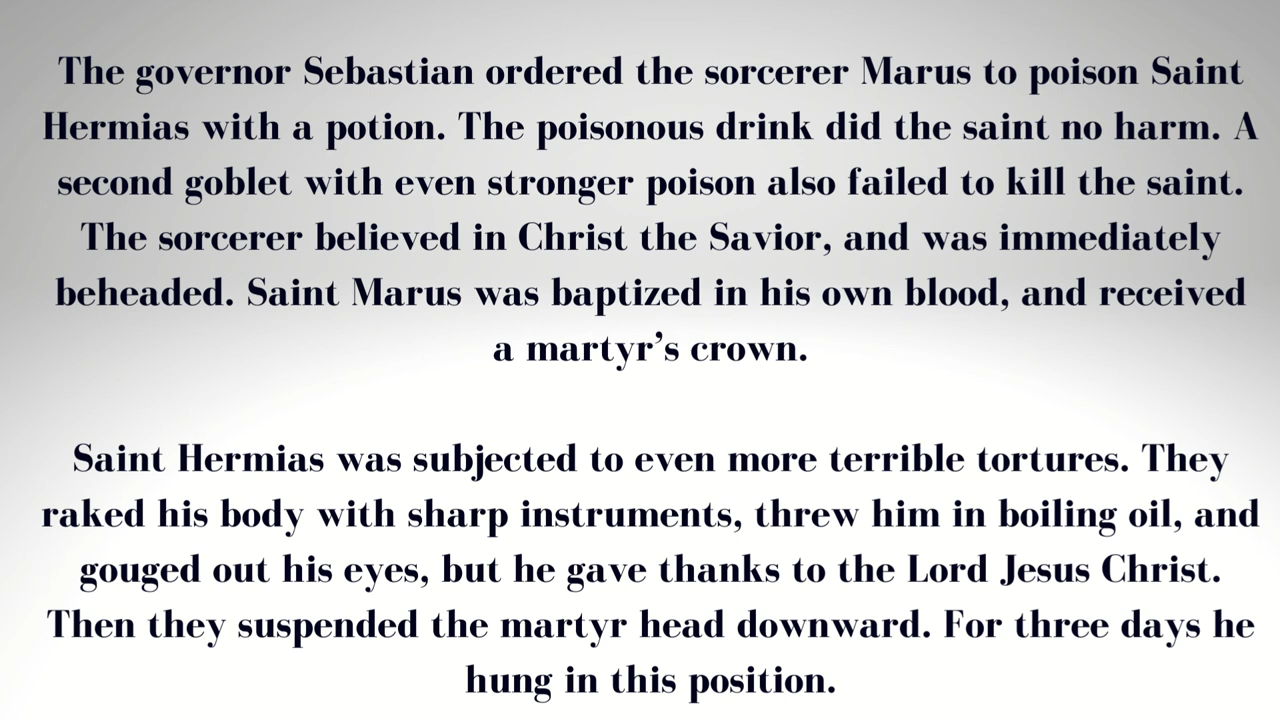 The governor Sebastian ordered the sorcerer Marus to poison Saint
Hermias with a potion. The poisonous drink did the saint no harm. A
second goblet with even stronger poison also failed to kill the saint.
The sorcerer believed in Christ the Savior, and was immediately
beheaded. Saint Marus was baptized in his own blood, and received
a martyr’s crown.
Saint Hermias was subjected to even more terrible tortures. They
raked his body with sharp instruments, threw him in boiling oil, and
gouged out his eyes, but he gave thanks to the Lord Jesus Christ.
Then they suspended the martyr head downward. For three days he
hung in this position.